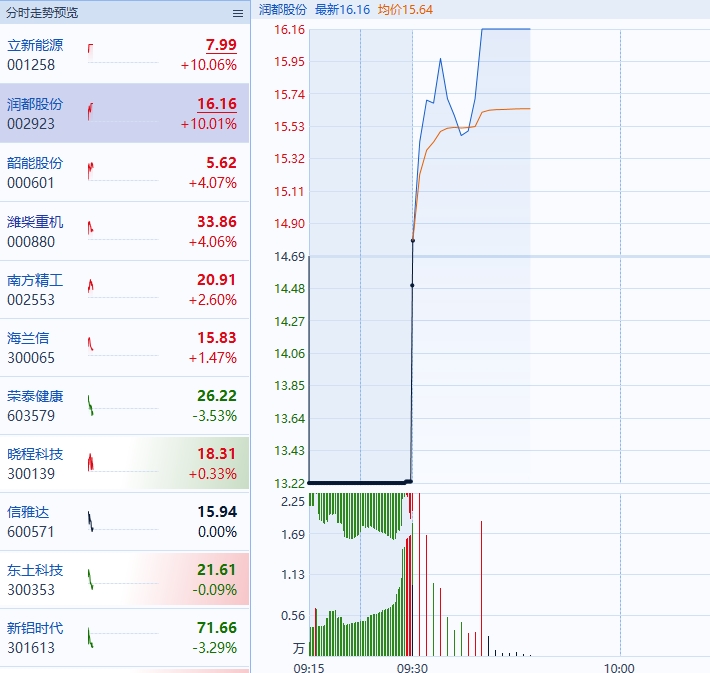 分时走势预览
立新能源 7.99
001258 +10.06%
润都股份 16.16
002923 +10.01%
韶能股份 5.62
000601 +4.07%
潍柴重机 33.86
000880 +4.06%
南方精工 20.91
002553 +2.60%
海兰信 15.83
300065 +1.47%
荣泰健康 26.22
603579 -3.53%
晓程科技 18.31
300139 +0.33%
信雅达 15.94
600571 0.00%
东土科技 21.61
300353 -0.09%
新铝时代 71.66
301613 -3.29%
润都股份 最新16.16 均价15.64
16.16
15.95
15.74
15.53
15.32
15.11
14.90
14.69
14.48
14.27
14.06
13.85
13.64
13.43
13.22
2.25
1.69
1.13
0.56
万
09:15 09:30 10:00